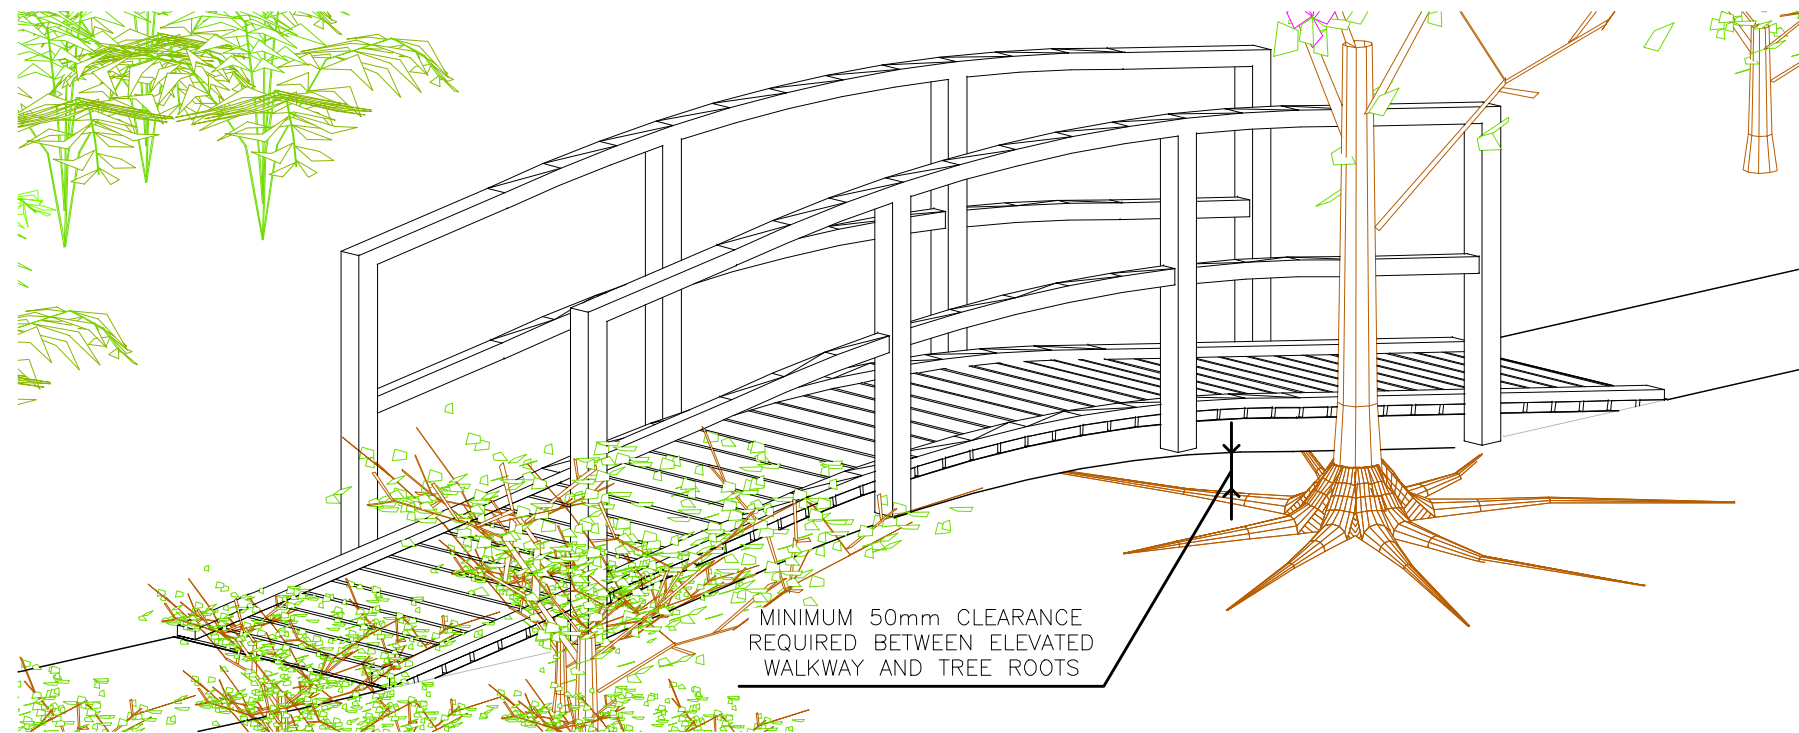 MINIMUM 50mm CLEARANCE
REQUIRED BETWEEN ELEVATED
WALKWAY AND TREE ROOTS